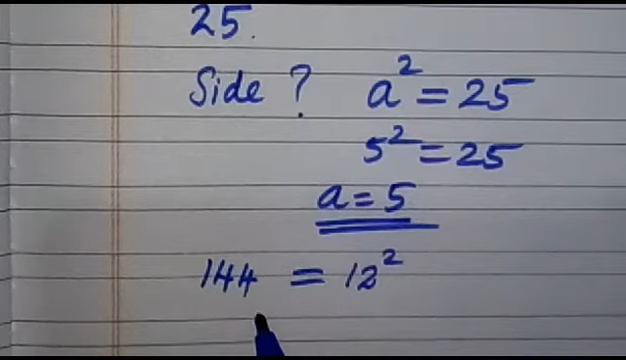 25.
Side ? a² = 25
5² = 25
a = 5
144 = 12²